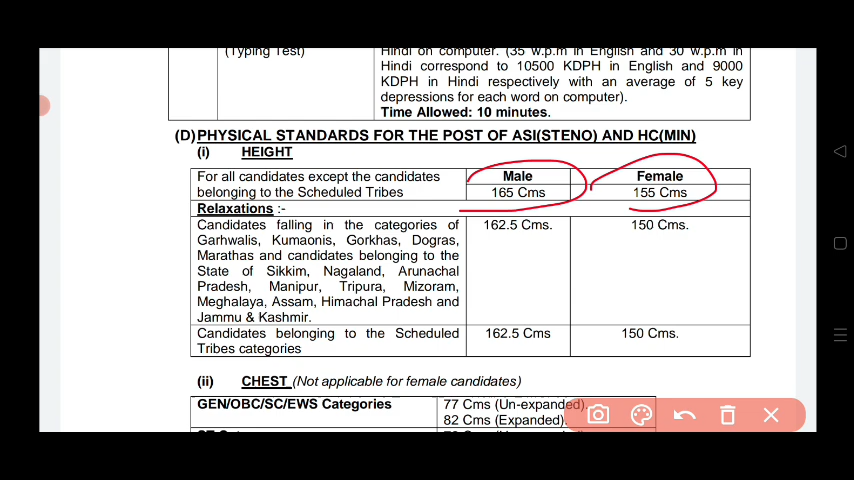 (Typing Test)
Hindi on computer. (35 w.p.m in English and 30 w.p.m in
Hindi correspond to 10500 KDPH in English and 9000
KDPH in Hindi respectively with an average of 5 key
depressions for each word on computer).
Time Allowed: 10 minutes.
(D)PHYSICAL STANDARDS FOR THE POST OF ASI(STENO) AND HC(MIN)
(i) HEIGHT
For all candidates except the candidates
belonging to the Scheduled Tribes
Male
165 Cms
Female
155 Cms
Relaxations :-
Candidates falling in the categories of
Garhwalis, Kumaonis, Gorkhas, Dogras,
Marathas and candidates belonging to the
State of Sikkim, Nagaland, Arunachal
Pradesh, Manipur, Tripura, Mizoram,
Meghalaya, Assam, Himachal Pradesh and
Jammu & Kashmir.
162.5 Cms.
150 Cms.
Candidates belonging to the Scheduled
Tribes categories
162.5 Cms
150 Cms.
(ii) CHEST (Not applicable for female candidates)
GEN/OBC/SC/EWS Categories
77 Cms (Un-expanded).
82 Cms (Expanded).